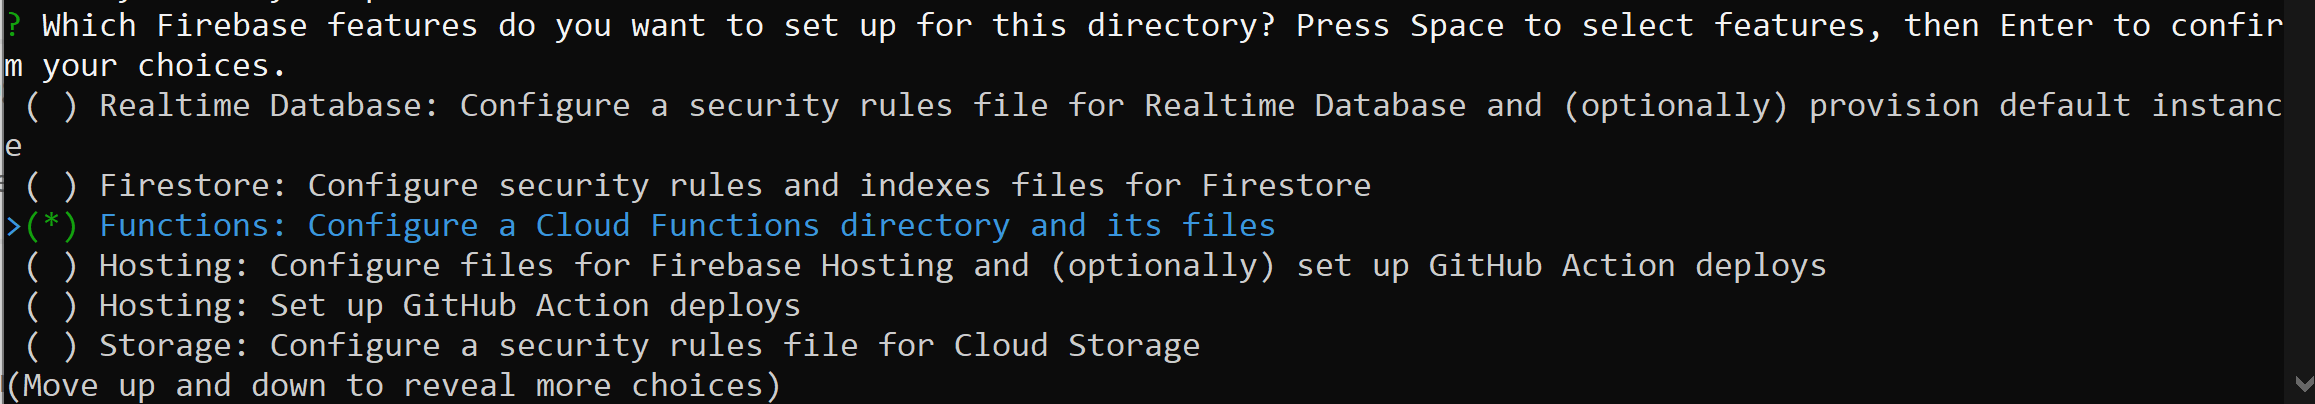 ? Which Firebase features do you want to set up for this directory? Press Space to select features, then Enter to confir
m your choices.
 ( ) Realtime Database: Configure a security rules file for Realtime Database and (optionally) provision default instanc
e
 ( ) Firestore: Configure security rules and indexes files for Firestore
>(*) Functions: Configure a Cloud Functions directory and its files
 ( ) Hosting: Configure files for Firebase Hosting and (optionally) set up GitHub Action deploys
 ( ) Hosting: Set up GitHub Action deploys
 ( ) Storage: Configure a security rules file for Cloud Storage
(Move up and down to reveal more choices)